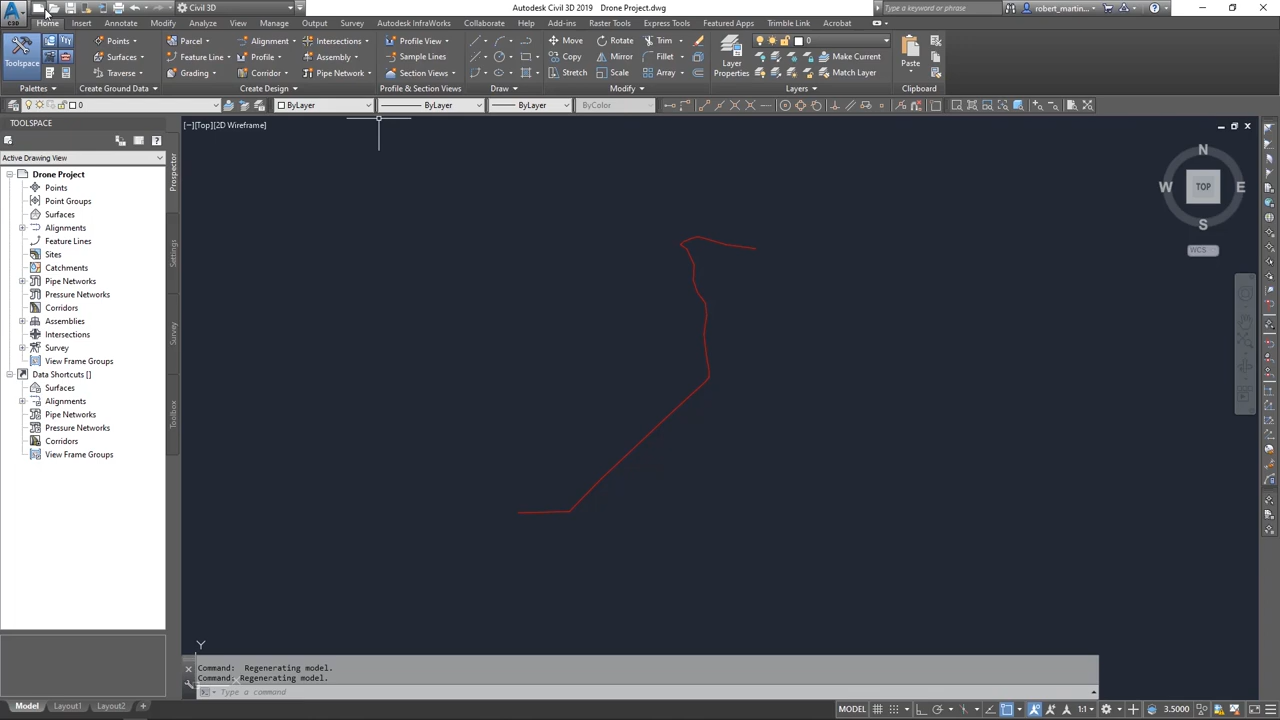 Civil 3D
Autodesk Civil 3D 2019 Drone Project.dwg
Type a keyword or phrase
robert_martin...
C3D
Home Insert Annotate Modify Analyze View Manage Output Survey Autodesk InfraWorks Collaborate Help Add-ins Raster Tools Express Tools Featured Apps Trimble Link Acrobat
Toolspace
Points
Surfaces
Traverse
Parcel
Feature Line
Grading
Alignment
Profile
Corridor
Intersections
Assembly
Pipe Network
Profile View
Sample Lines
Section Views
Move
Copy
Stretch
Rotate
Mirror
Scale
Trim
Fillet
Array
Layer
Properties
0
Make Current
Match Layer
Paste
Palettes
Create Ground Data
Create Design
Profile & Section Views
Draw
Modify
Layers
Clipboard
0
ByLayer
ByLayer
ByLayer
ByColor
TOOLSPACE
Active Drawing View
Drone Project
Points
Point Groups
Surfaces
Alignments
Feature Lines
Sites
Catchments
Pipe Networks
Pressure Networks
Corridors
Assemblies
Intersections
Survey
View Frame Groups
Data Shortcuts []
Surfaces
Alignments
Pipe Networks
Pressure Networks
Corridors
View Frame Groups
Prospector
Settings
Survey
Toolbox
[−][Top][2D Wireframe]
N
W TOP E
S
WCS
Y
Command: Regenerating model.
Command: Regenerating model.
Type a command
Model Layout1 Layout2 +
MODEL
1:1
3.5000